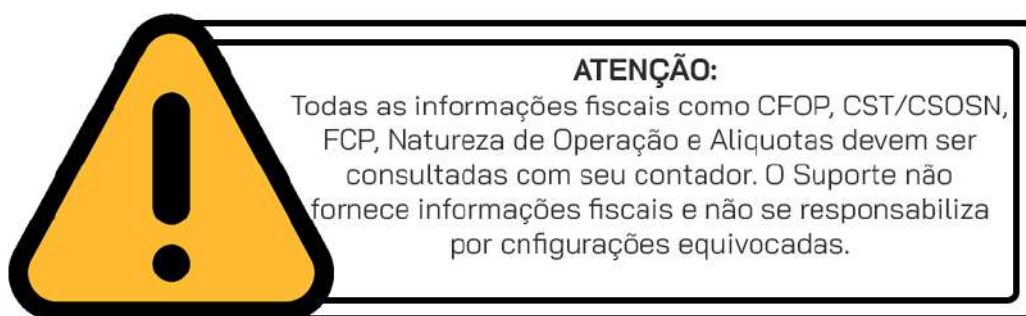 ATENÇÃO:
Todas as informações fiscais como CFOP, CST/CSOSN,
FCP, Natureza de Operação e Aliquotas devem ser
consultadas com seu contador. O Suporte não
fornece informações fiscais e não se responsabiliza
por cnfigurações equivocadas.